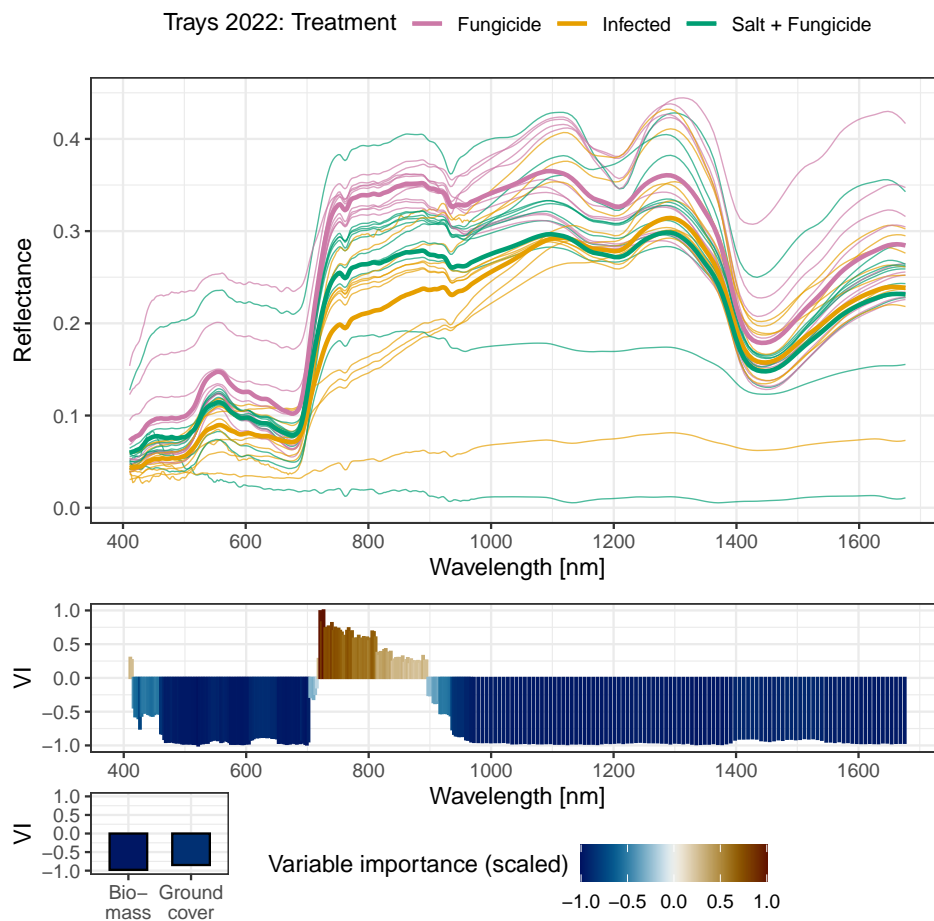 Trays 2022: Treatment Fungicide Infected Salt + Fungicide
0.4
0.3
0.2
0.1
0.0
Reflectance
400 600 800 1000 1200 1400 1600
Wavelength [nm]
1.0
0.5
0.0
−0.5
−1.0
VI
400 600 800 1000 1200 1400 1600
Wavelength [nm]
1.0
0.5
0.0
−0.5
−1.0
VI
Bio− Ground
mass cover
Variable importance (scaled)
−1.0 −0.5 0.0 0.5 1.0